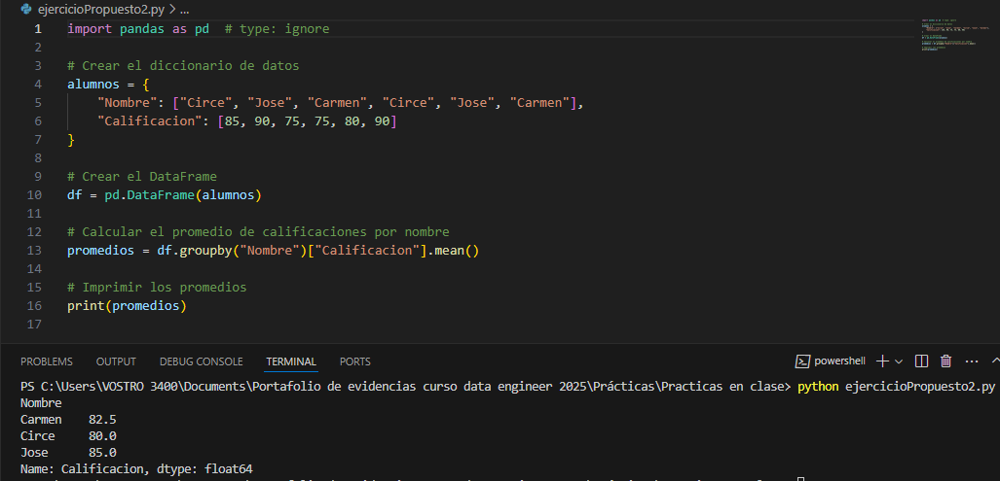 ejercicioPropuesto2.py > ...
1 import pandas as pd  # type: ignore
2
3 # Crear el diccionario de datos
4 alumnos = {
5     "Nombre": ["Circe", "Jose", "Carmen", "Circe", "Jose", "Carmen"],
6     "Calificacion": [85, 90, 75, 75, 80, 90]
7 }
8
9 # Crear el DataFrame
10 df = pd.DataFrame(alumnos)
11
12 # Calcular el promedio de calificaciones por nombre
13 promedios = df.groupby("Nombre")["Calificacion"].mean()
14
15 # Imprimir los promedios
16 print(promedios)
17
PROBLEMS OUTPUT DEBUG CONSOLE TERMINAL PORTS powershell
PS C:\Users\VOSTRO 3400\Documents\Portafolio de evidencias curso data engineer 2025\Prácticas\Practicas en clase> python ejercicioPropuesto2.py
Nombre
Carmen    82.5
Circe     80.0
Jose      85.0
Name: Calificacion, dtype: float64